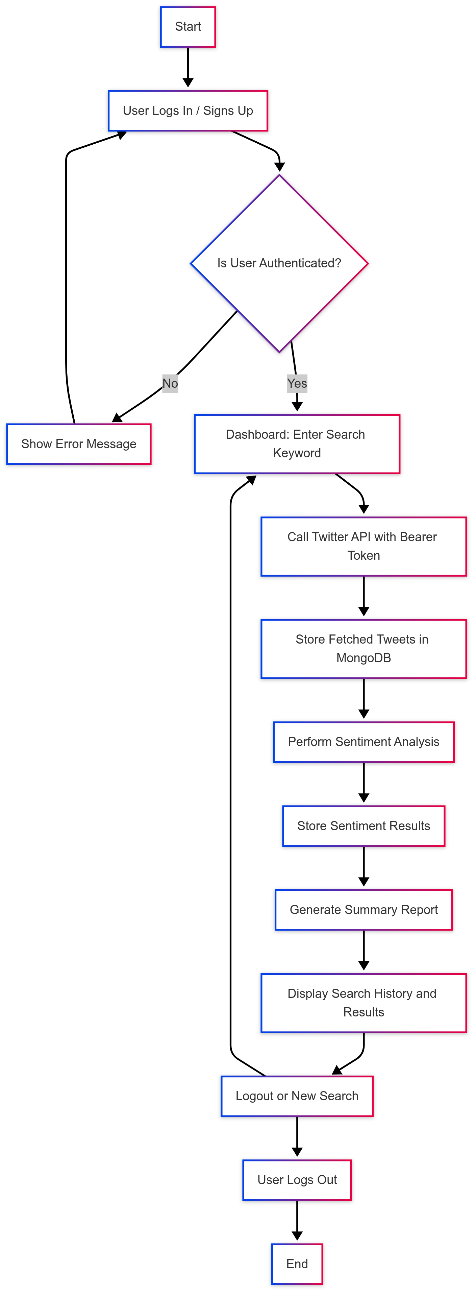 Start
User Logs In / Signs Up
Is User Authenticated?
No
Yes
Show Error Message
Dashboard: Enter Search
Keyword
Call Twitter API with Bearer
Token
Store Fetched Tweets in
MongoDB
Perform Sentiment Analysis
Store Sentiment Results
Generate Summary Report
Display Search History and
Results
Logout or New Search
User Logs Out
End